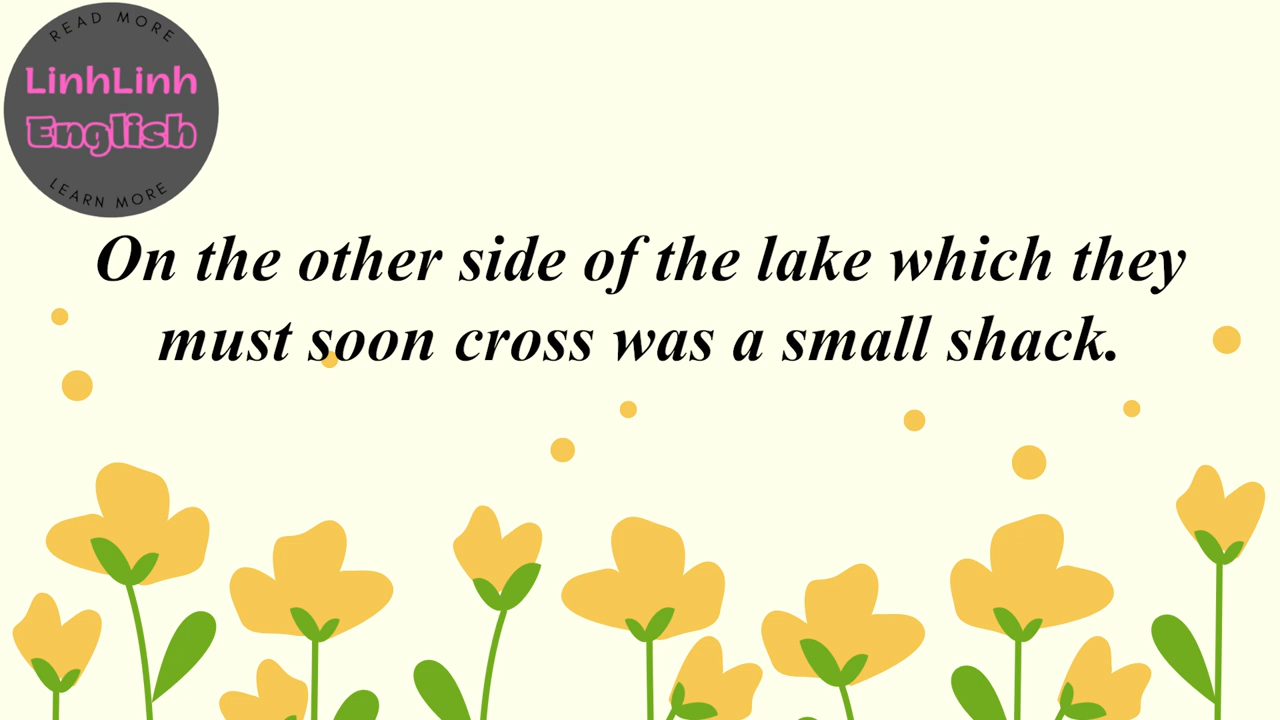 READ MORE
LinhLinh
English
LEARN MORE
On the other side of the lake which they
must soon cross was a small shack.